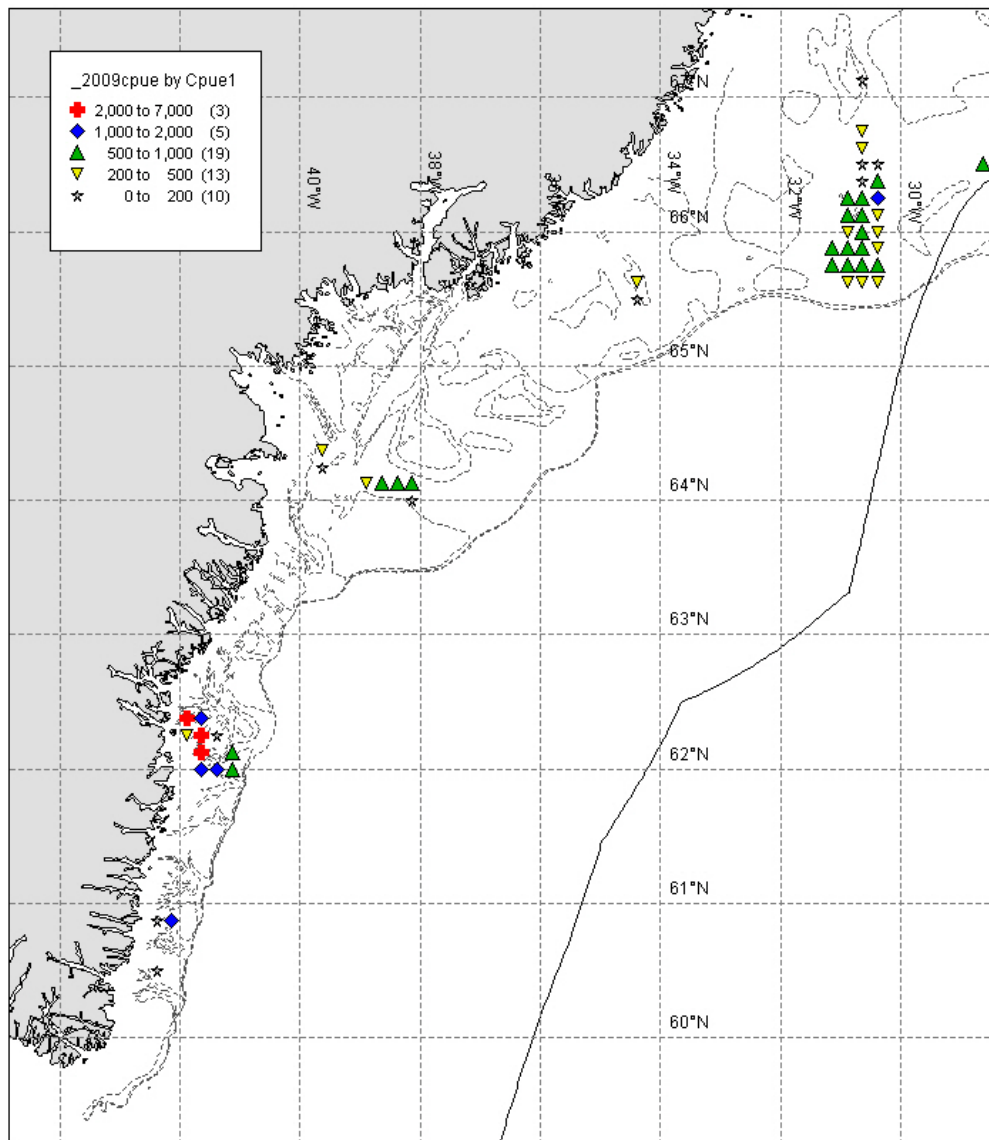 _2009cpue by Cpue1
2,000 to 7,000 (3)
1,000 to 2,000 (5)
500 to 1,000 (19)
200 to 500 (13)
0 to 200 (10)
67°N
40°W
38°W
36°W
34°W
32°W
30°W
66°N
65°N
64°N
63°N
62°N
61°N
60°N